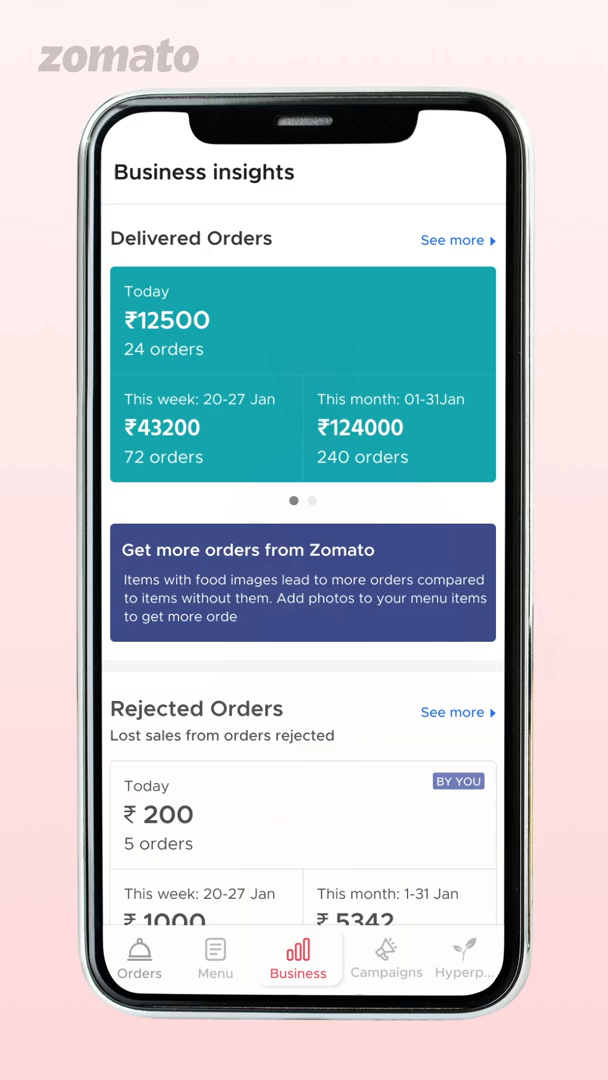 zomato
Business insights
Delivered Orders
See more
Today
₹12500
24 orders
This week: 20-27 Jan
This month: 01-31Jan
₹43200
₹124000
72 orders
240 orders
Get more orders from Zomato
Items with food images lead to more orders compared
to items without them. Add photos to your menu items
to get more orde
Rejected Orders
See more
Lost sales from orders rejected
Today
BY YOU
₹ 200
5 orders
This week: 20-27 Jan
This month: 1-31 Jan
₹ 1000
₹ 5342
Orders
Menu
Business
Campaigns
Hyperp...